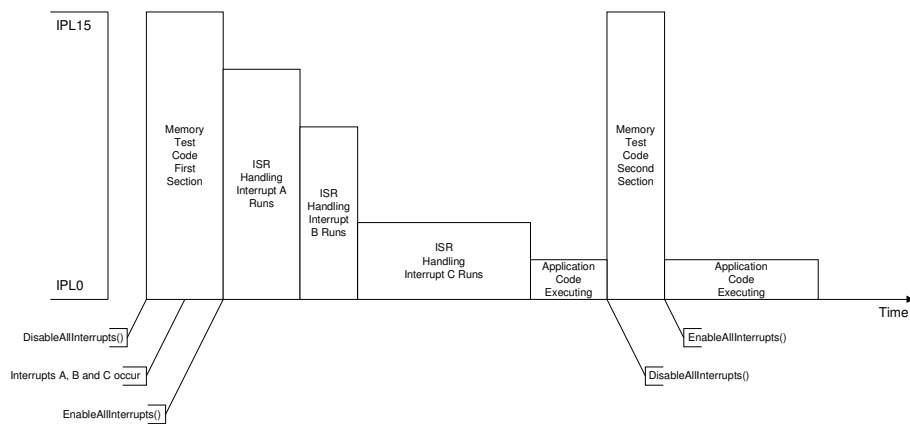 IPL15
Memory
Test
Code
First
Section
ISR
Handling
Interrupt A
Runs
ISR
Handling
Interrupt
B Runs
ISR
Handling
Interrupt C Runs
Application
Code
Executing
Memory
Test
Code
Second
Section
Application
Code
Executing
IPL0
Time
DisableAllInterrupts()
Interrupts A, B and C occur
EnableAllInterrupts()
EnableAllInterrupts()
DisableAllInterrupts()